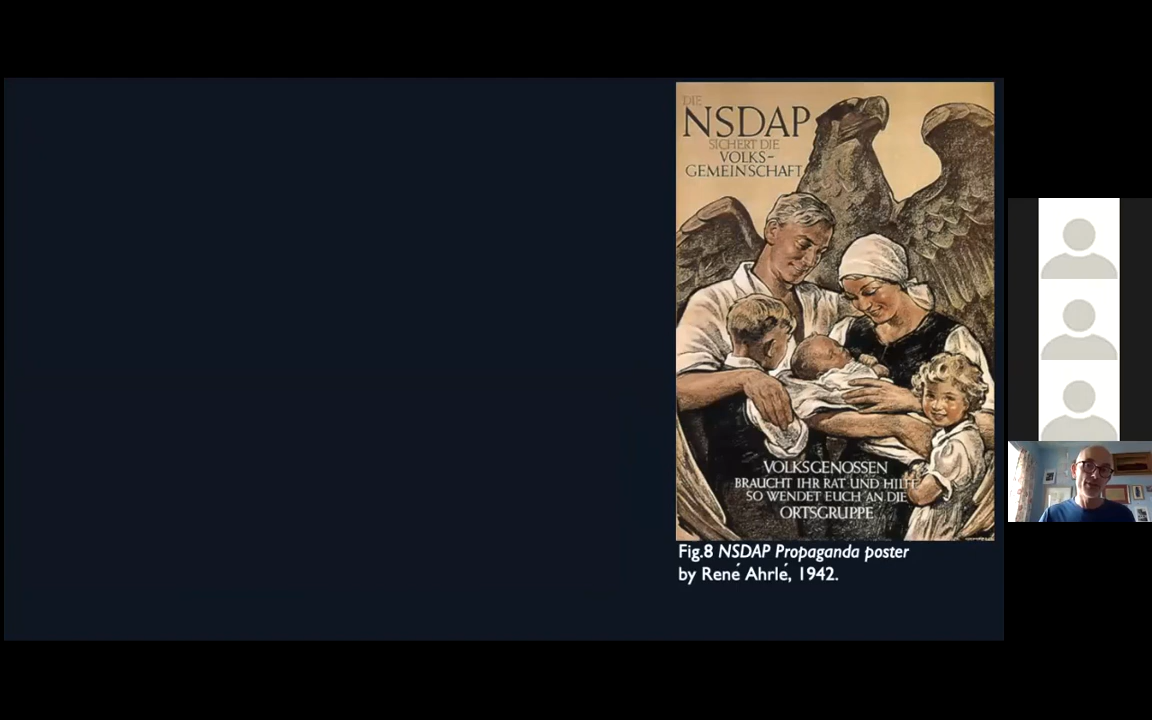 DIE
NSDAP
SICHERT DIE
VOLKS-
GEMEINSCHAFT
VOLKSGENOSSEN
BRAUCHT IHR RAT UND HILFE
SO WENDET EUCH AN DIE
ORTSGRUPPE
Fig.8 NSDAP Propaganda poster
by René Ahrlé, 1942.